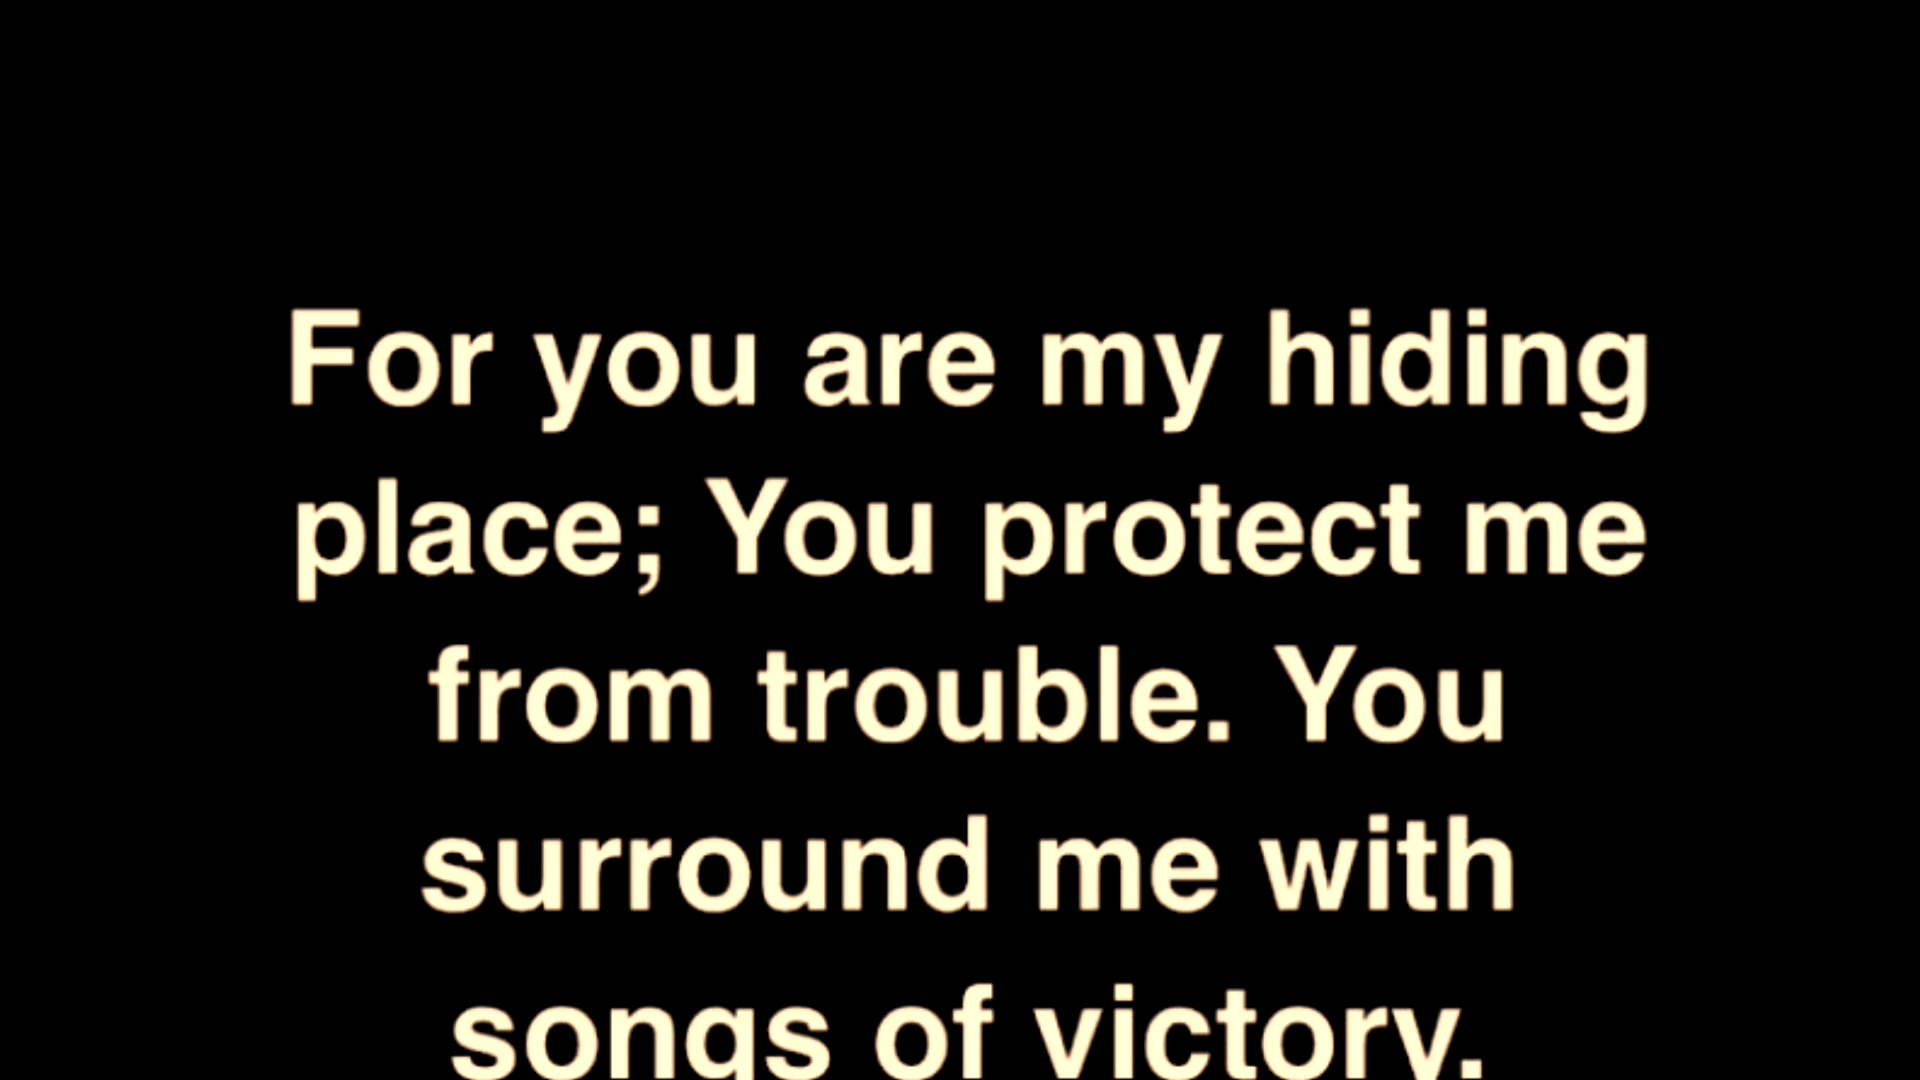 For you are my hiding
place; You protect me
from trouble. You
surround me with
songs of victory.